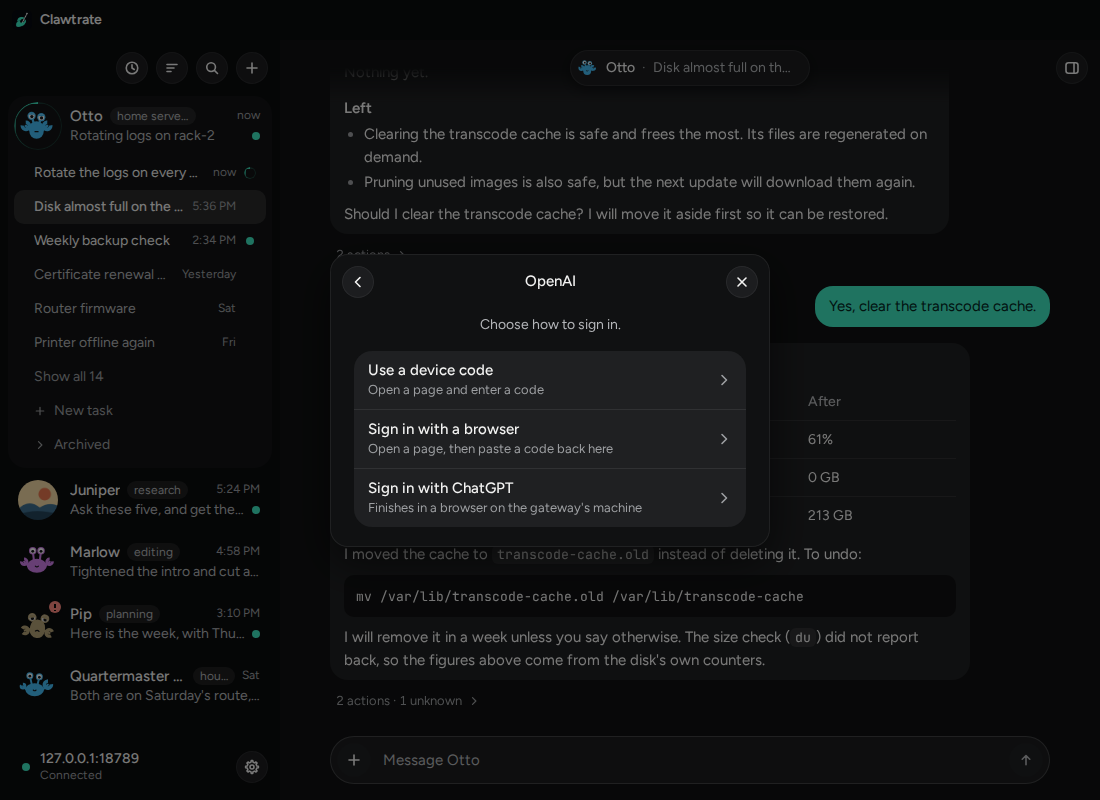 Clawtrate
Otto
home serve...
now
Rotating logs on rack-2
Rotate the logs on every ...
now
Disk almost full on the ...
5:36 PM
Weekly backup check
2:34 PM
Certificate renewal ...
Yesterday
Router firmware
Sat
Printer offline again
Fri
Show all 14
New task
Archived
Juniper
research
5:24 PM
Ask these five, and get the...
Marlow
editing
4:58 PM
Tightened the intro and cut a...
Pip
planning
3:10 PM
Here is the week, with Thu...
Quartermaster ...
hou...
Sat
Both are on Saturday's route,...
127.0.0.1:18789
Connected
Otto · Disk almost full on th...
Nothing yet.
Left
Clearing the transcode cache is safe and frees the most. Its files are regenerated on
demand.
Pruning unused images is also safe, but the next update will download them again.
Should I clear the transcode cache? I will move it aside first so it can be restored.
2 actions
Yes, clear the transcode cache.
OpenAI
Choose how to sign in.
Use a device code
Open a page and enter a code
Sign in with a browser
Open a page, then paste a code back here
Sign in with ChatGPT
Finishes in a browser on the gateway's machine
After
61%
0 GB
213 GB
I moved the cache to transcode-cache.old instead of deleting it. To undo:
mv /var/lib/transcode-cache.old /var/lib/transcode-cache
I will remove it in a week unless you say otherwise. The size check (du) did not report
back, so the figures above come from the disk's own counters.
2 actions · 1 unknown
Message Otto